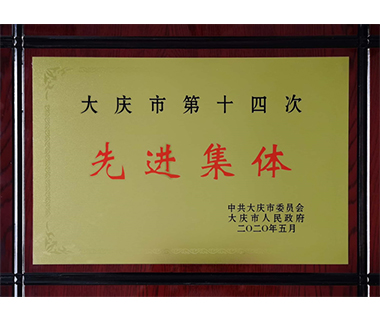 大庆市第十四次
先进集体
中共大庆市委员会
大庆市人民政府
二〇二〇年五月